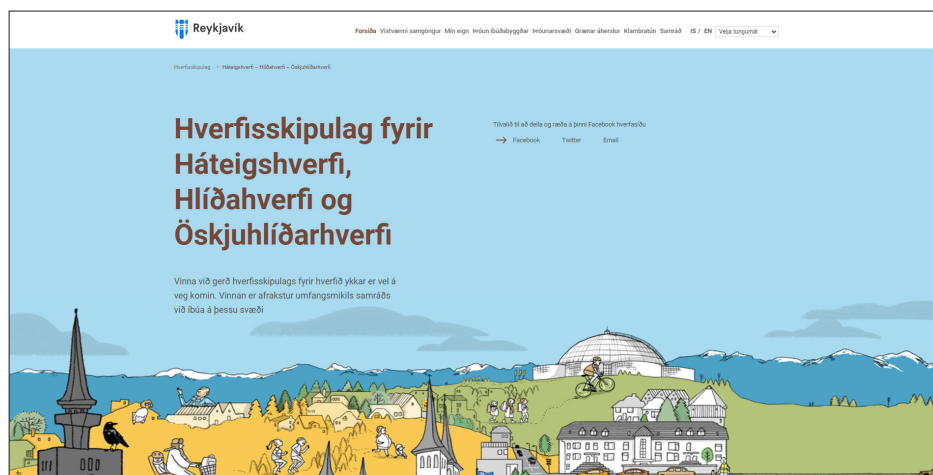 Reykjavík
Forsíða Vistvænni samgöngur Mín eign Þróun íbúðabyggðar Þróunarsvæði Grænar áherslur Klambratún Samráð IS / EN Velja tungumál
Hverfisskipulag > Háteigshverfi – Hlíðahverfi – Öskjuhlíðarhverfi
Hverfisskipulag fyrir
Háteigshverfi,
Hlíðahverfi og
Öskjuhlíðarhverfi
Tilvalið til að deila og ræða á þinni Facebook hverfasíðu
→ Facebook Twitter Email
Vinna við gerð hverfisskipulags fyrir hverfið ykkar er vel á
veg komin. Vinnan er afrakstur umfangsmikils samráðs
við íbúa á þessu svæði